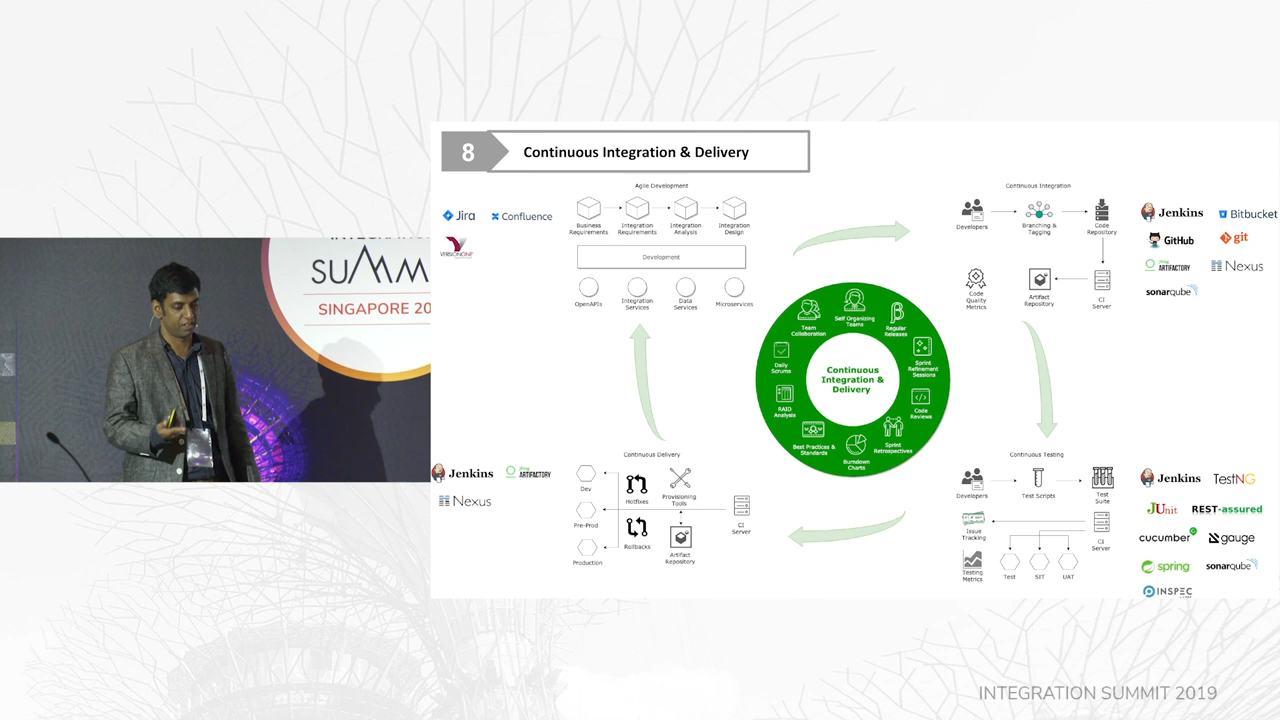 8
Continuous Integration & Delivery
Agile Development
Jira
Confluence
VERSIONONE
Business
Requirements
Integration
Requirements
Integration
Analysis
Integration
Design
Development
OpenAPIs
Integration
Services
Data
Services
Microservices
Continuous Integration
Developers
Branching &
Tagging
Code
Repository
Code
Quality
Metrics
Artifact
Repository
CI
Server
Jenkins
Bitbucket
GitHub
git
ARTIFACTORY
Nexus
sonarqube
SUMM
SINGAPORE 20
Team
Collaboration
Self Organizing
Teams
Regular
Releases
Daily
Scrums
Sprint
Refinement
Sessions
RAID
Analysis
Code
Reviews
Best Practices &
Standards
Burndown
Charts
Sprint
Retrospectives
Continuous
Integration &
Delivery
Continuous Delivery
Jenkins
ARTIFACTORY
Nexus
Dev
Pre-Prod
Production
Hotfixes
Rollbacks
Provisioning
Tools
Artifact
Repository
CI
Server
Continuous Testing
Developers
Test Scripts
Test
Suite
Issue
Tracking
CI
Server
Testing
Metrics
Test
SIT
UAT
Jenkins
TestNG
JUnit
REST-assured
cucumber
gauge
spring
sonarqube
INSPEC
INTEGRATION SUMMIT 2019